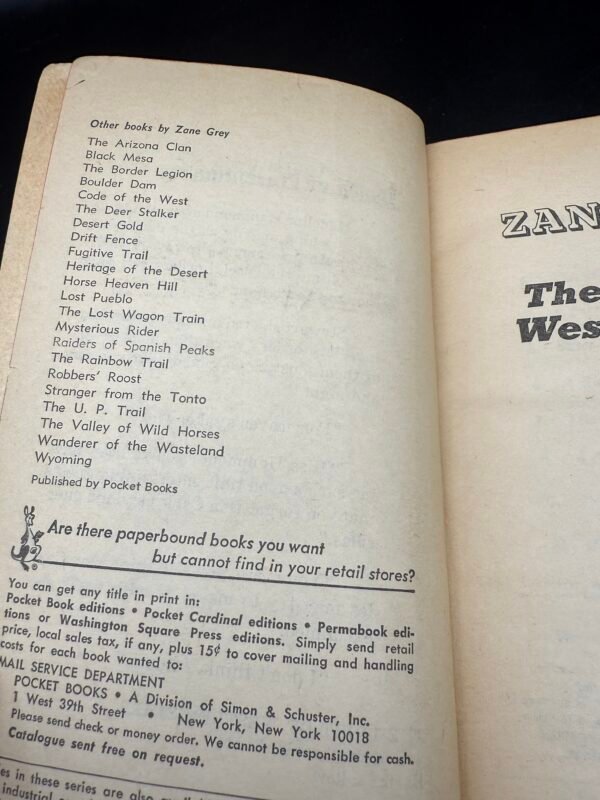 Other books by Zane Grey
The Arizona Clan
Black Mesa
The Border Legion
Boulder Dam
Code of the West
The Deer Stalker
Desert Gold
Drift Fence
Fugitive Trail
Heritage of the Desert
Horse Heaven Hill
Lost Pueblo
The Lost Wagon Train
Mysterious Rider
Raiders of Spanish Peaks
The Rainbow Trail
Robbers' Roost
Stranger from the Tonto
The U. P. Trail
The Valley of Wild Horses
Wanderer of the Wasteland
Wyoming
Published by Pocket Books
Are there paperbound books you want
but cannot find in your retail stores?
You can get any title in print in:
Pocket Book editions • Pocket Cardinal editions • Permabook edi-
tions or Washington Square Press editions. Simply send retail
price, local sales tax, if any, plus 15¢ to cover mailing and handling
costs for each book wanted to:
MAIL SERVICE DEPARTMENT
POCKET BOOKS • A Division of Simon & Schuster, Inc.
1 West 39th Street • New York, New York 10018
Please send check or money order. We cannot be responsible for cash.
Catalogue sent free on request.
in these series are also
industrial
ZAN
The
Wes